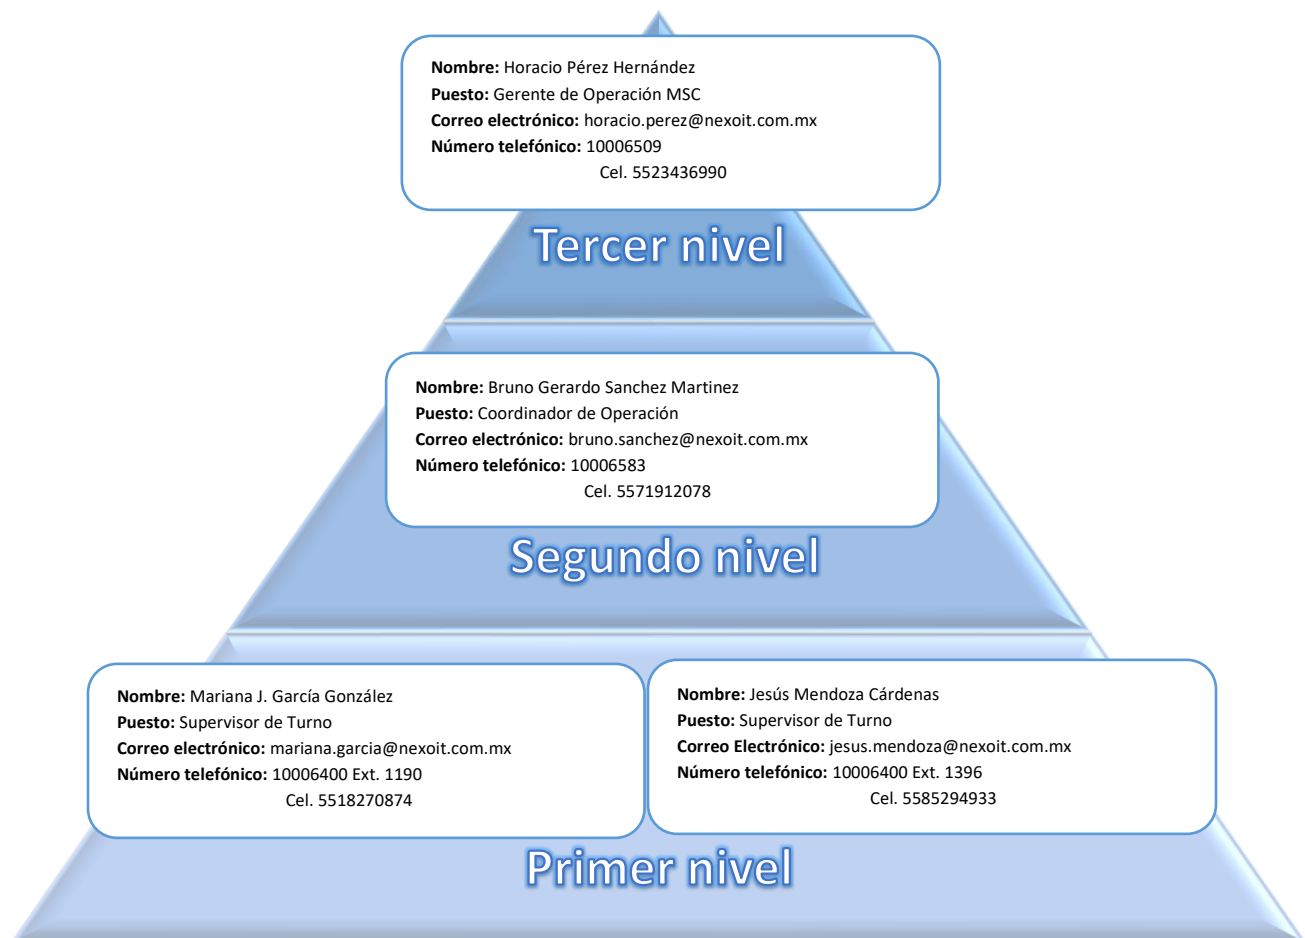 Nombre: Horacio Pérez Hernández
Puesto: Gerente de Operación MSC
Correo electrónico: horacio.perez@nexoit.com.mx
Número telefónico: 10006509
Cel. 5523436990
Tercer nivel
Nombre: Bruno Gerardo Sanchez Martinez
Puesto: Coordinador de Operación
Correo electrónico: bruno.sanchez@nexoit.com.mx
Número telefónico: 10006583
Cel. 5571912078
Segundo nivel
Nombre: Mariana J. García González
Puesto: Supervisor de Turno
Correo electrónico: mariana.garcia@nexoit.com.mx
Número telefónico: 10006400 Ext. 1190
Cel. 5518270874
Nombre: Jesús Mendoza Cárdenas
Puesto: Supervisor de Turno
Correo Electrónico: jesus.mendoza@nexoit.com.mx
Número telefónico: 10006400 Ext. 1396
Cel. 5585294933
Primer nivel